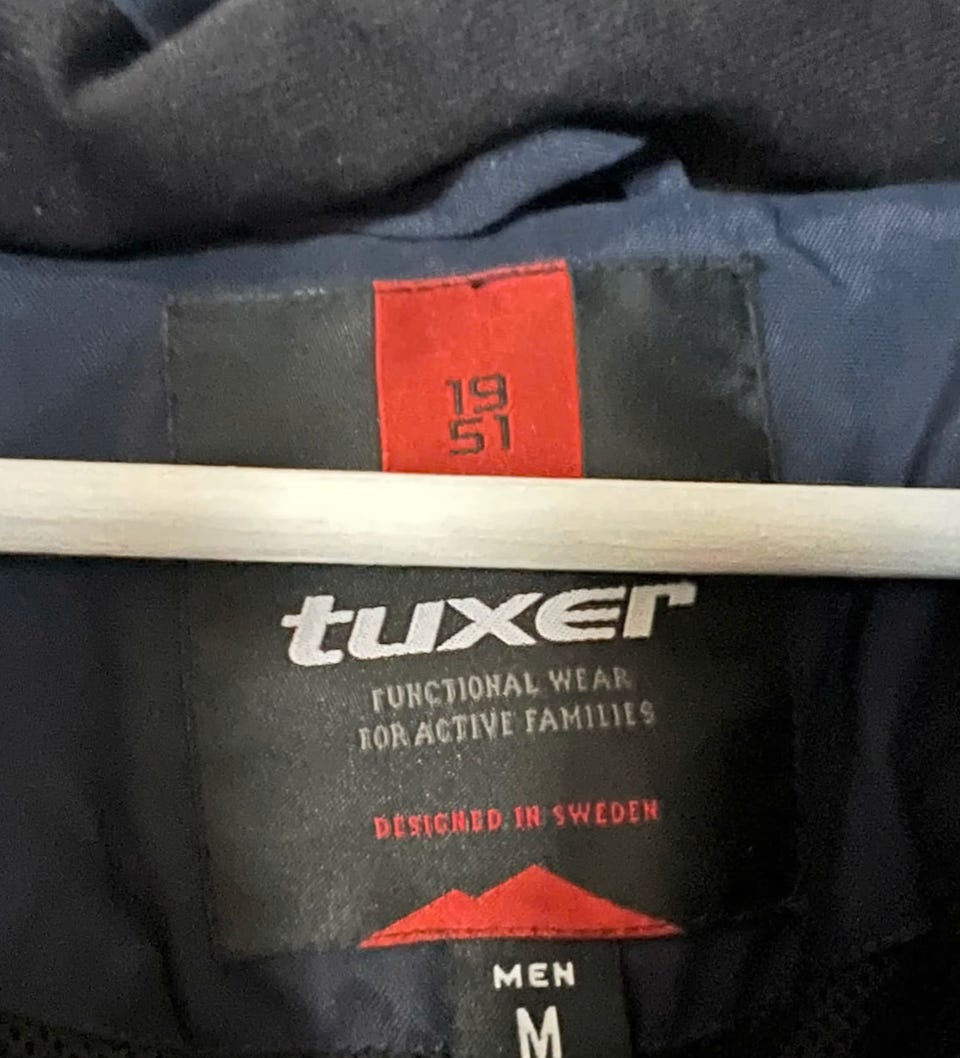 19
51
tuxer
FUNCTIONAL WEAR
FOR ACTIVE FAMILIES
DESIGNED IN SWEDEN
MEN
M